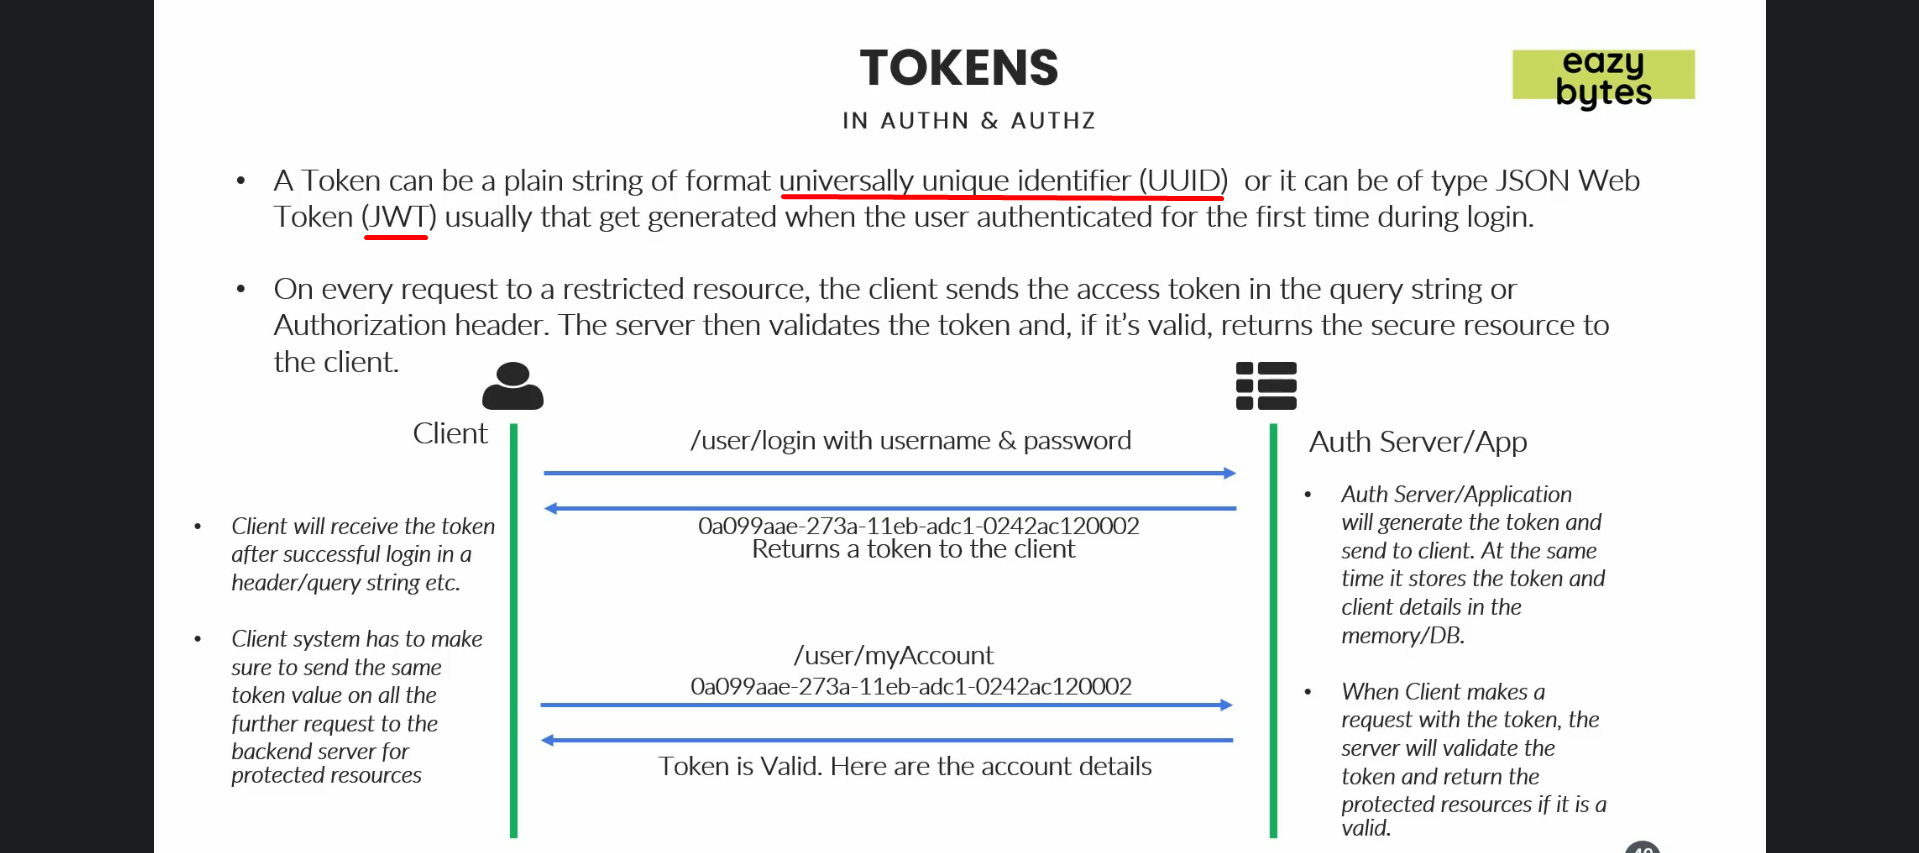 TOKENS
eazy
bytes
IN AUTHN & AUTHZ
• A Token can be a plain string of format universally unique identifier (UUID) or it can be of type JSON Web
Token (JWT) usually that get generated when the user authenticated for the first time during login.
• On every request to a restricted resource, the client sends the access token in the query string or
Authorization header. The server then validates the token and, if it’s valid, returns the secure resource to
the client.
Client
/user/login with username & password
Auth Server/App
0a099aae-273a-11eb-adc1-0242ac120002
Returns a token to the client
• Client will receive the token
after successful login in a
header/query string etc.
• Client system has to make
sure to send the same
token value on all the
further request to the
backend server for
protected resources
/user/myAccount
0a099aae-273a-11eb-adc1-0242ac120002
Token is Valid. Here are the account details
• Auth Server/Application
will generate the token and
send to client. At the same
time it stores the token and
client details in the
memory/DB.
• When Client makes a
request with the token, the
server will validate the
token and return the
protected resources if it is a
valid.